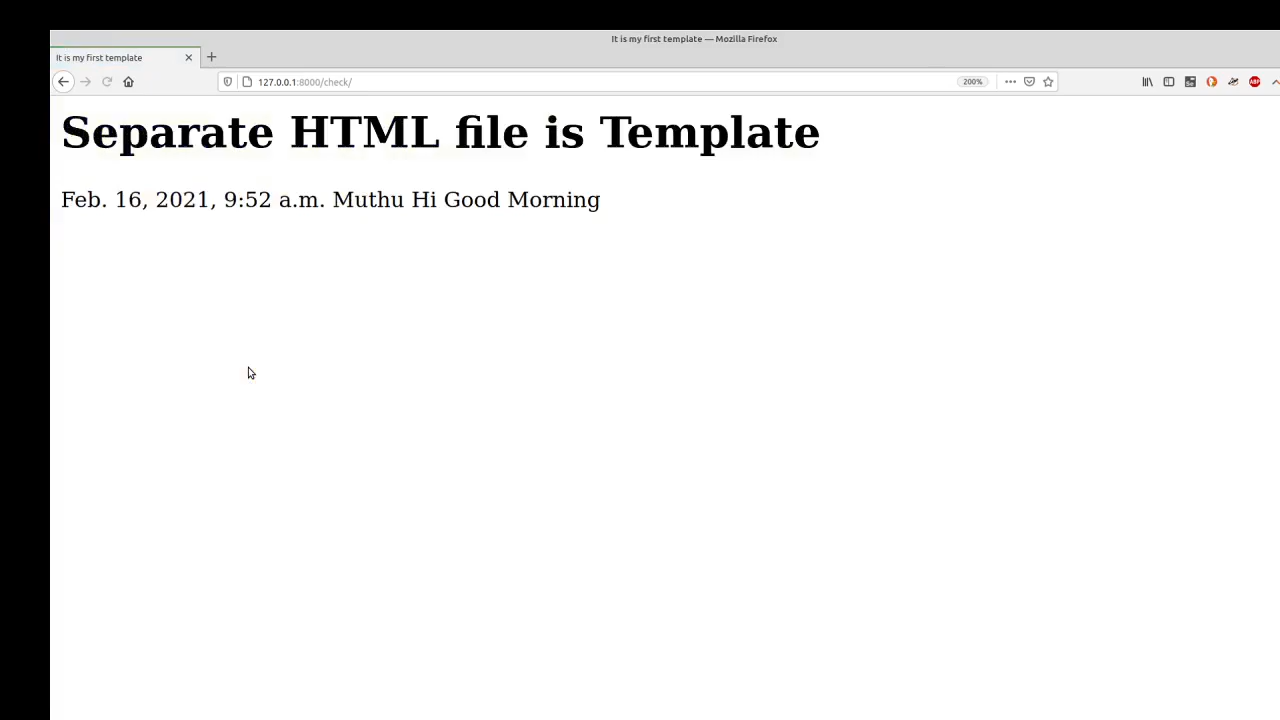 It is my first template — Mozilla Firefox
It is my first template
127.0.0.1:8000/check/
200%
ABP
Separate HTML file is Template
Feb. 16, 2021, 9:52 a.m. Muthu Hi Good Morning